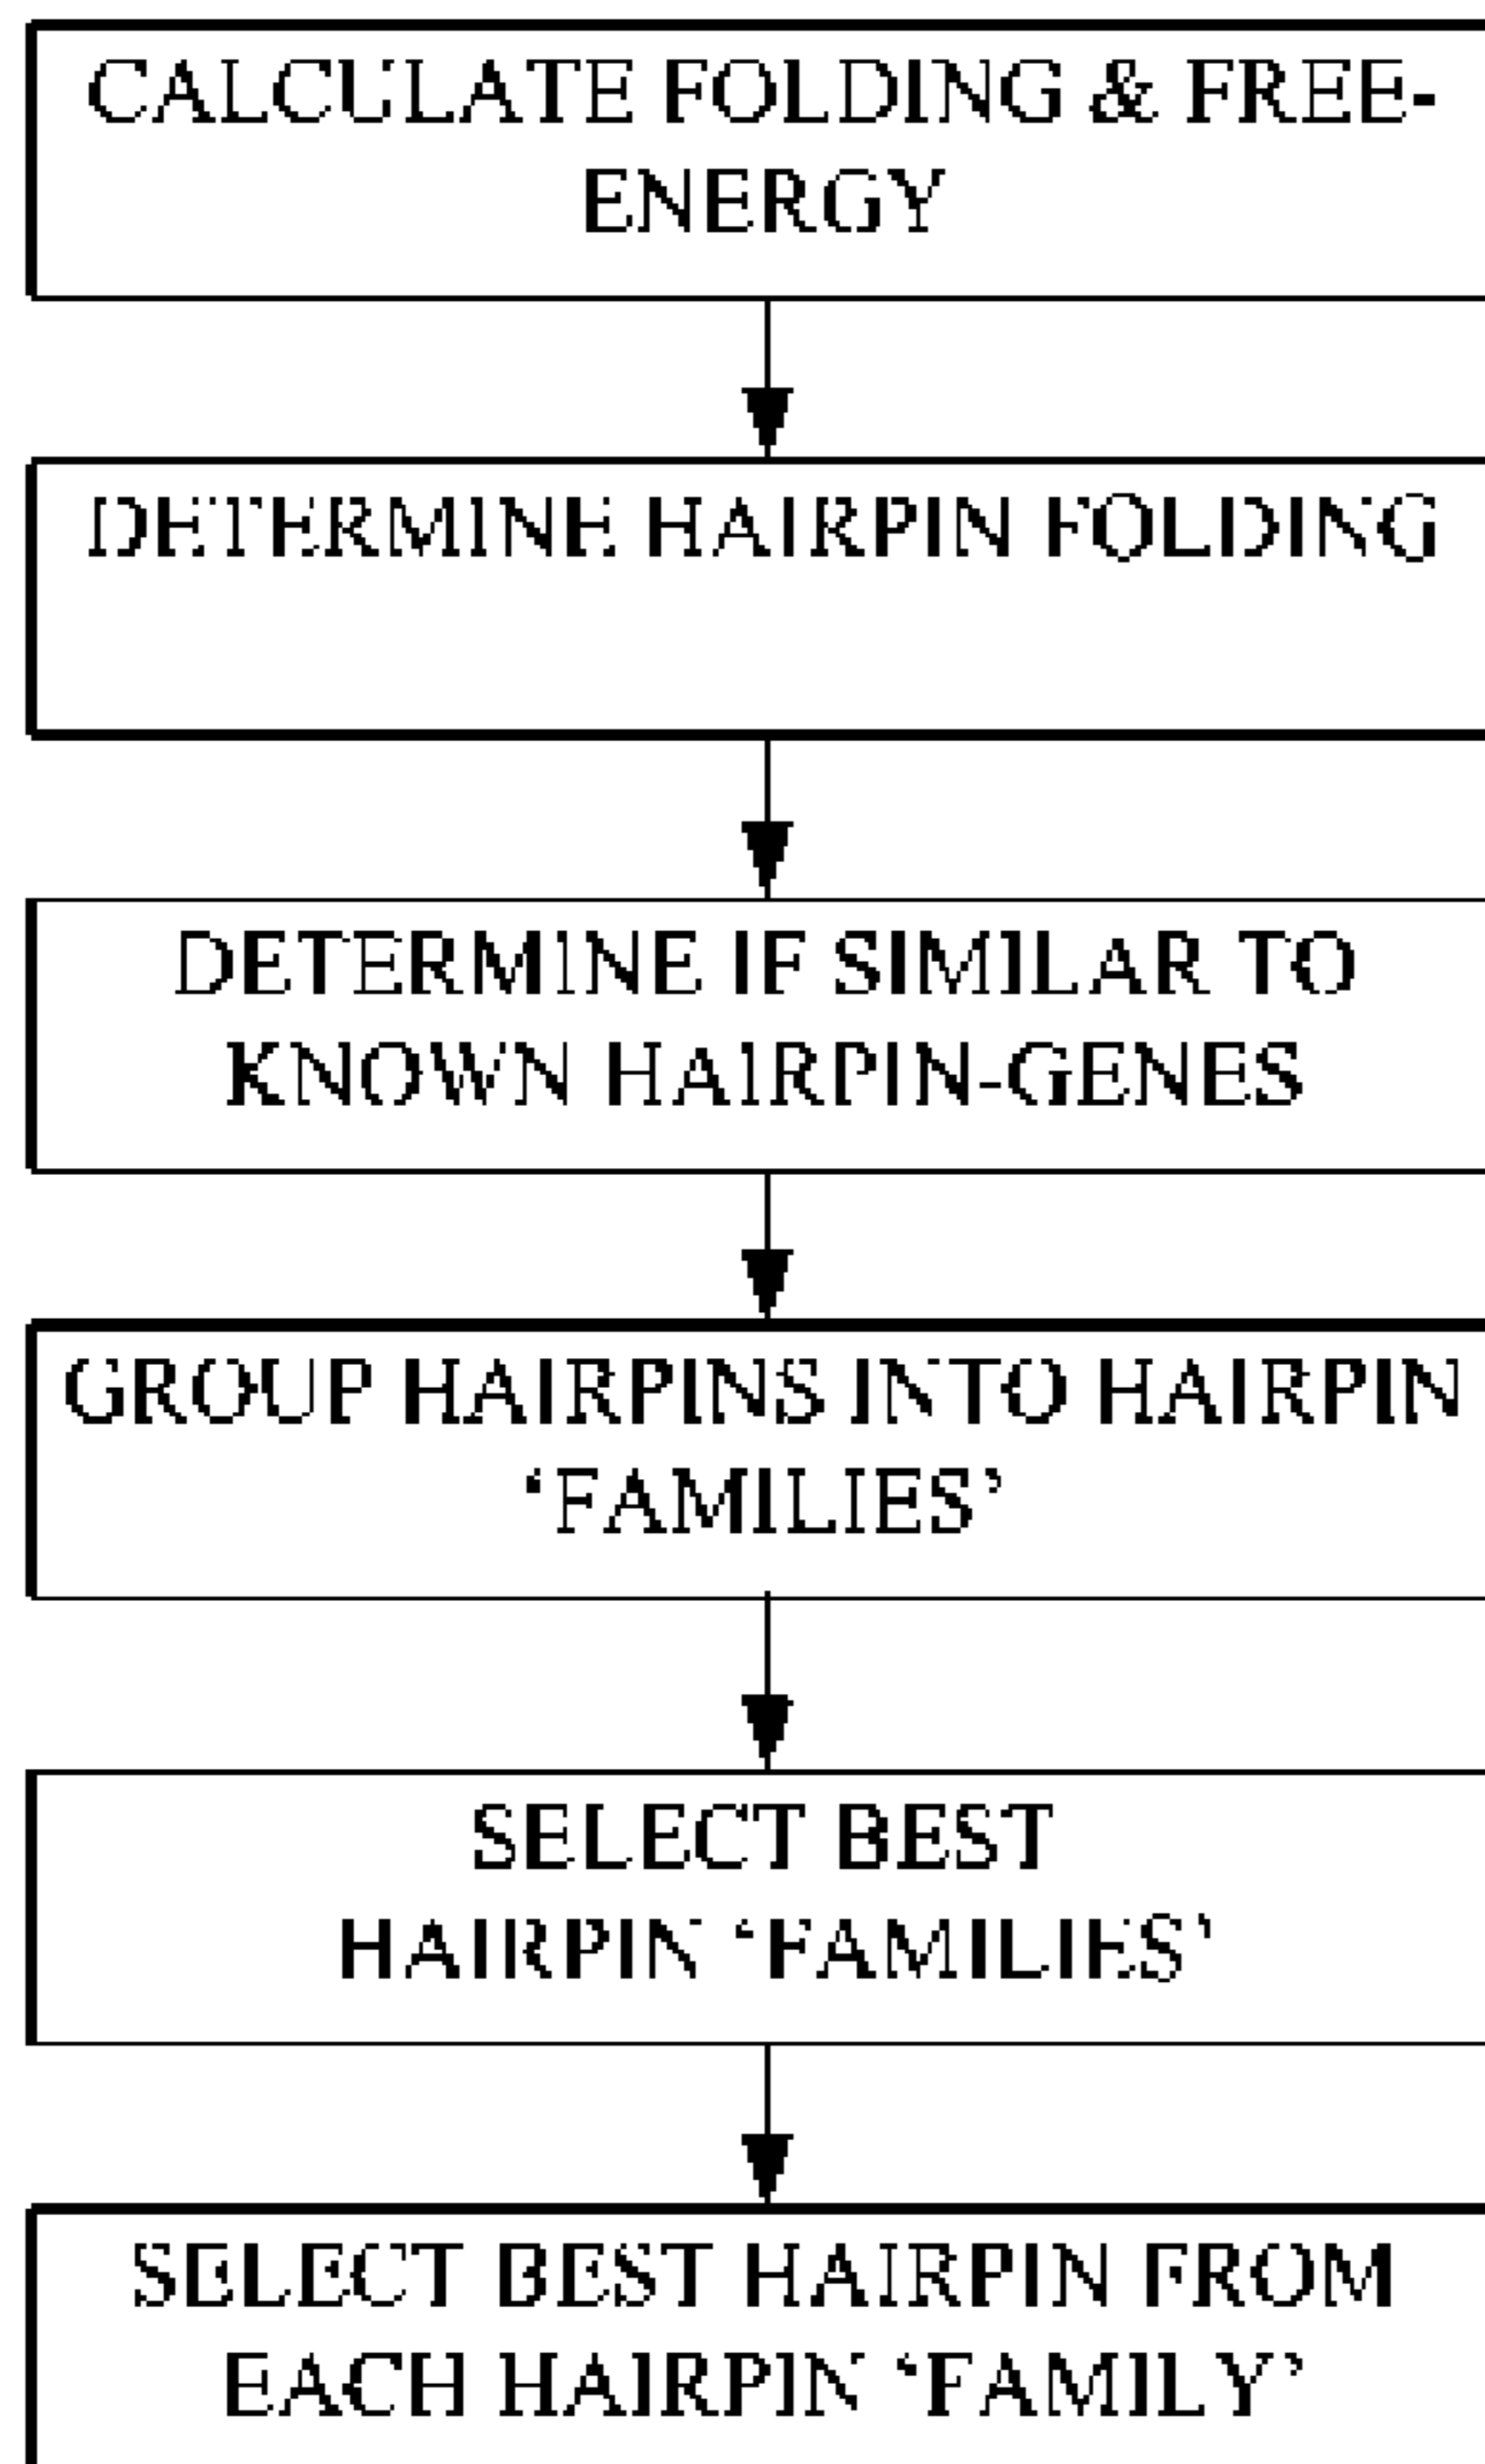 CALCULATE FOLDING & FREE-
ENERGY
DETERMINE HAIRPIN FOLDING
DETERMINE IF SIMILAR TO
KNOWN HAIRPIN-GENES
GROUP HAIRPINS INTO HAIRPIN
‘FAMILIES’
SELECT BEST
HAIRPIN ‘FAMILIES’
SELECT BEST HAIRPIN FROM
EACH HAIRPIN ‘FAMILY’